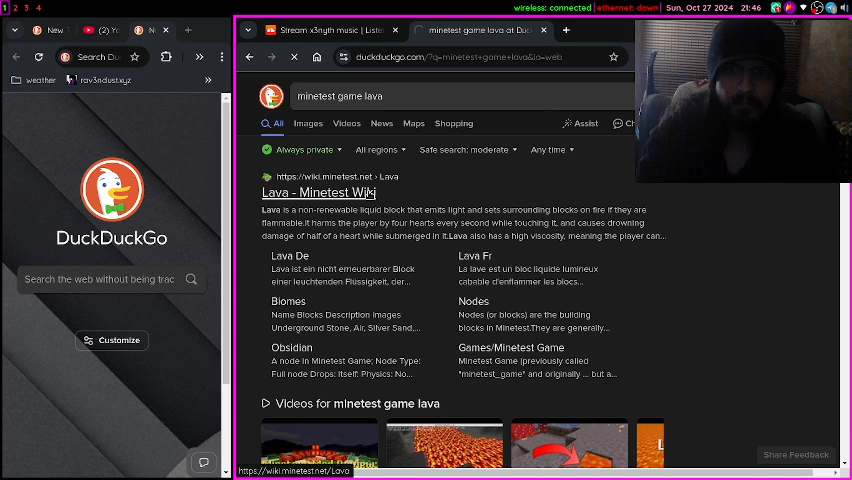 1 2 3 4
wireless: connected
ethernet: down
Sun, Oct 27 2024
21:46
New T
(2) Yo
N
Search Du
weather
rav3ndust.xyz
DuckDuckGo
Search the web without being trac
Customize
Stream x3nyth music | Listen
minetest game lava at Duc
duckduckgo.com/?q=minetest+game+lava&ia=web
minetest game lava
All
Images
Videos
News
Maps
Shopping
Assist
Ch
Always private
All regions
Safe search: moderate
Any time
https://wiki.minetest.net › Lava
Lava - Minetest Wiki
Lava is a non-renewable liquid block that emits light and sets surrounding blocks on fire if they are
flammable.It harms the player by four hearts every second while touching it, and causes drowning
damage of half of a heart while submerged in it.Lava also has a high viscosity, meaning the player can...
Lava De
Lava ist ein nicht erneuerbarer Block
einer leuchtenden Flüssigkeit, der...
Lava Fr
La lave est un bloc liquide lumineux
capable d'enflammer les blocs...
Biomes
Name Blocks Description Images
Underground Stone, Air, Silver Sand,...
Nodes
Nodes (or blocks) are the building
blocks in Minetest.They are generally...
Obsidian
A node in Minetest Game; Node Type:
Full node Drops: Itself: Physics: No...
Games/Minetest Game
Minetest Game (previously called
"minetest_game" and originally ... but a...
Videos for minetest game lava
Share Feedback
https://wiki.minetest.net/Lava